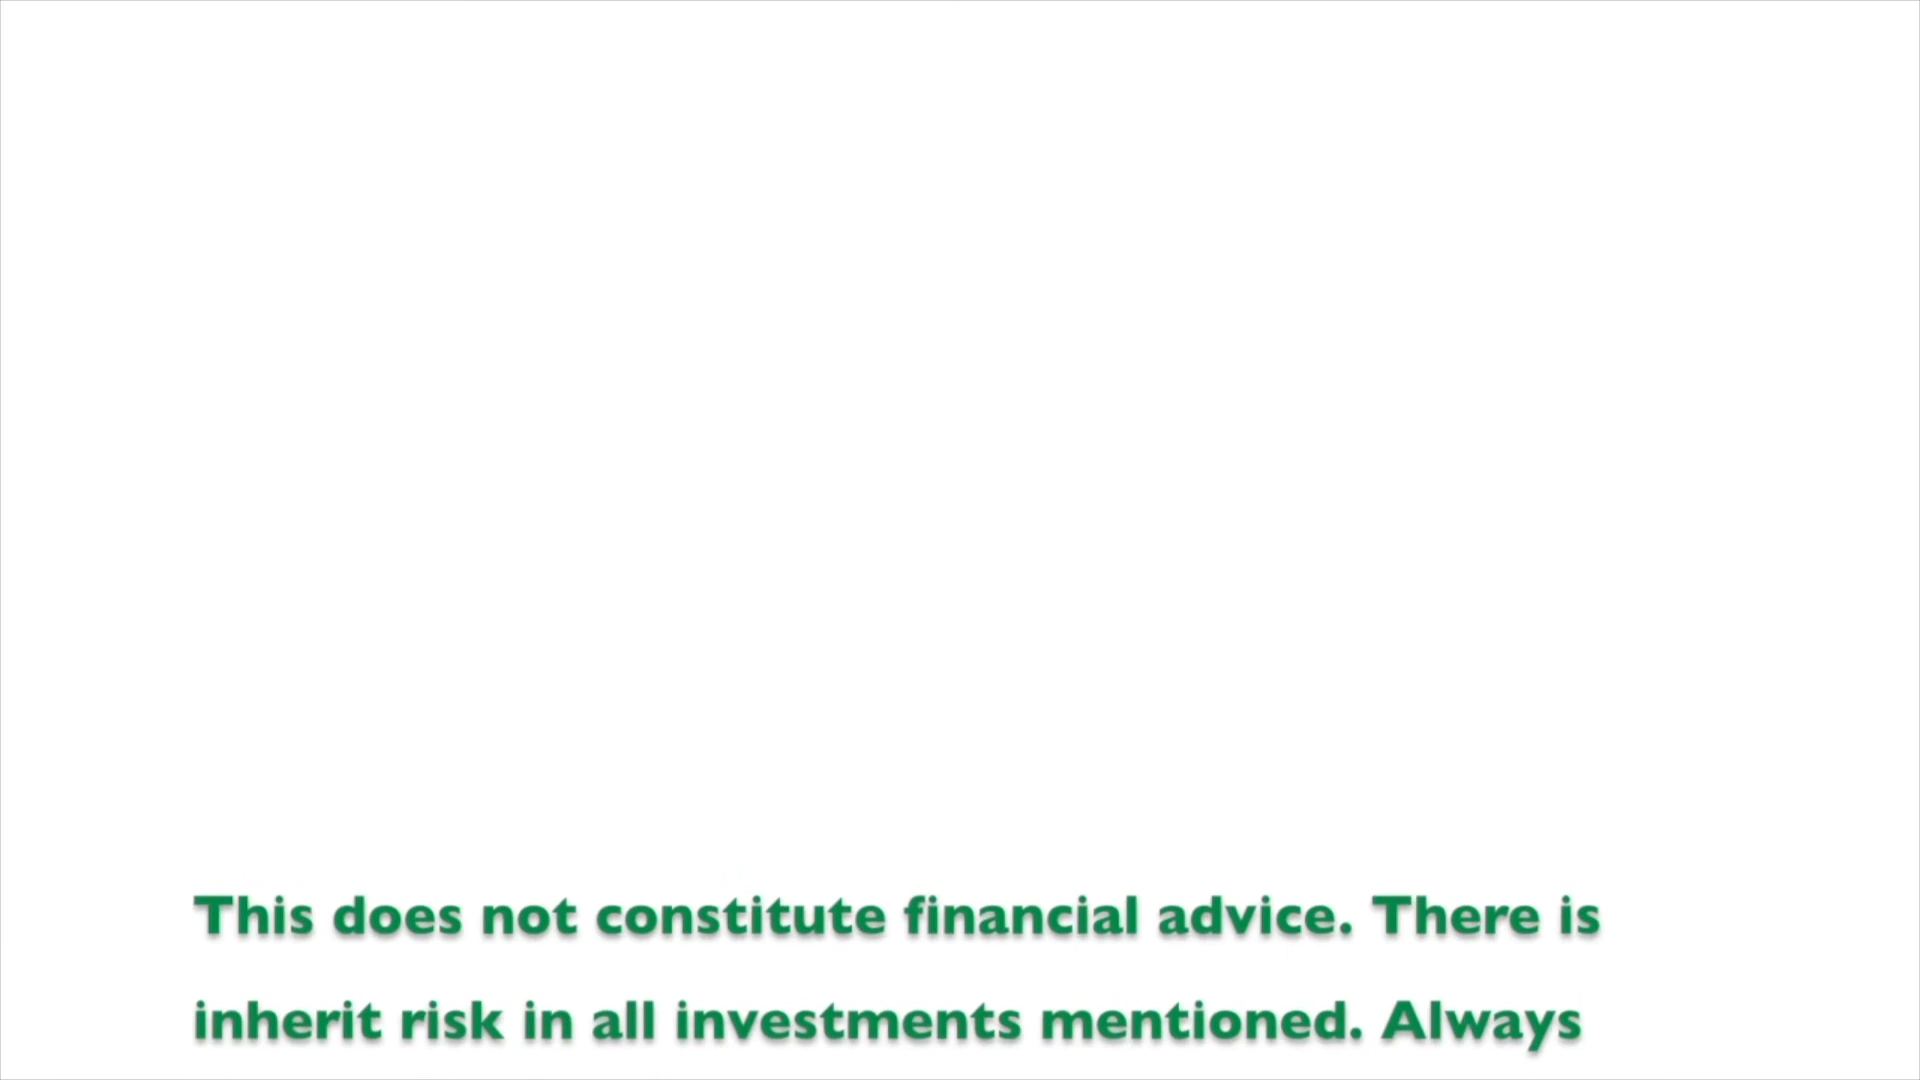 This does not constitute financial advice. There is
inherit risk in all investments mentioned. Always